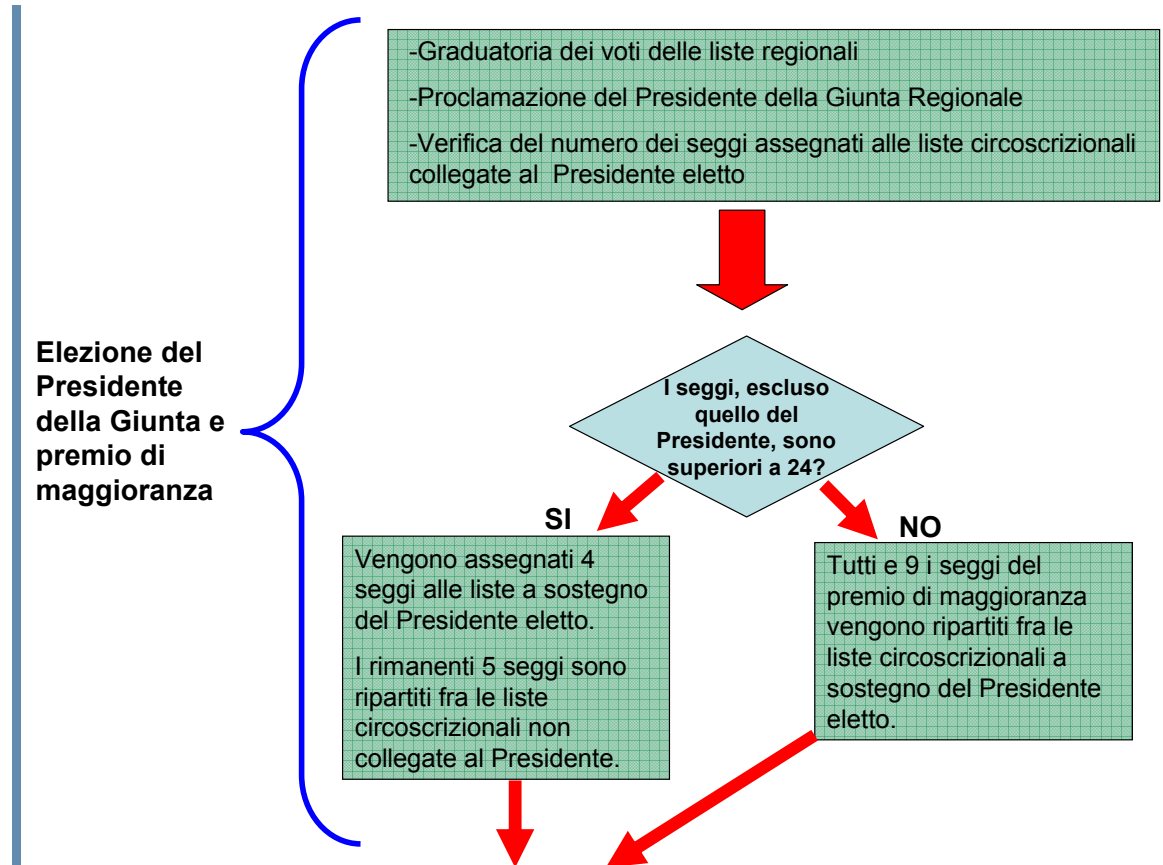 -Graduatoria dei voti delle liste regionali
-Proclamazione del Presidente della Giunta Regionale
-Verifica del numero dei seggi assegnati alle liste circoscrizionali
collegate al Presidente eletto
Elezione del
Presidente
della Giunta e
premio di
maggioranza
I seggi, escluso
quello del
Presidente, sono
superiori a 24?
SI
NO
Vengono assegnati 4
seggi alle liste a sostegno
del Presidente eletto.
I rimanenti 5 seggi sono
ripartiti fra le liste
circoscrizionali non
collegate al Presidente.
Tutti e 9 i seggi del
premio di maggioranza
vengono ripartiti fra le
liste circoscrizionali a
sostegno del Presidente
eletto.